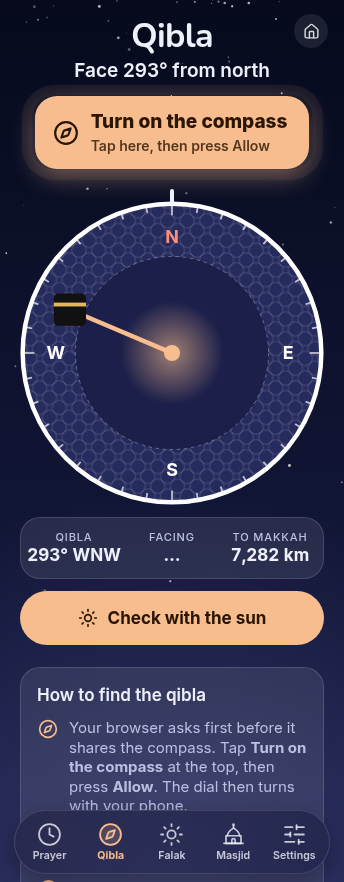 Qibla
Face 293° from north
Turn on the compass
Tap here, then press Allow
N
W
E
S
QIBLA
FACING
TO MAKKAH
293° WNW
...
7,282 km
Check with the sun
How to find the qibla
Your browser asks first before it
shares the compass. Tap Turn on
the compass at the top, then
press Allow. The dial then turns
with your phone.
Prayer
Qibla
Falak
Masjid
Settings